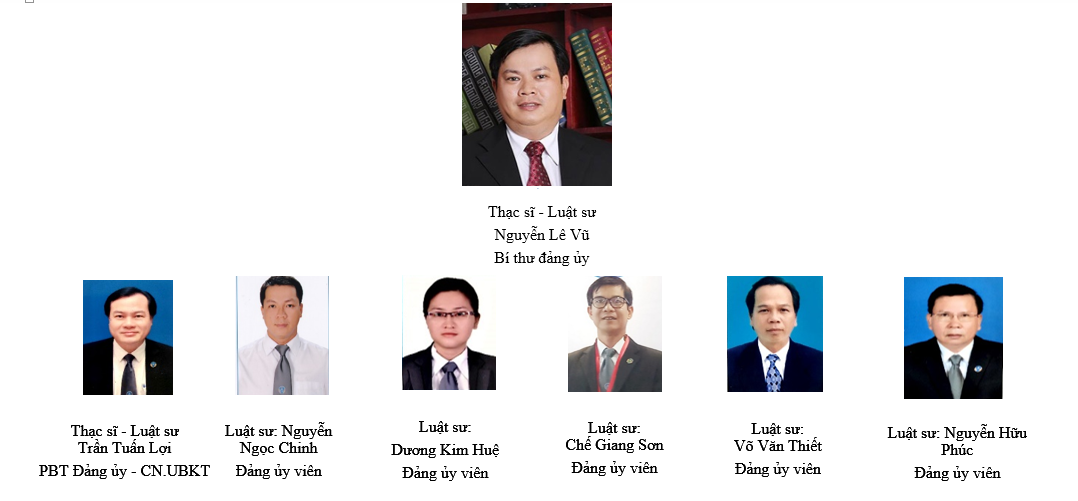 Thạc sĩ - Luật sư
Nguyễn Lê Vũ
Bí thư đảng ủy
Thạc sĩ - Luật sư
Trần Tuấn Lợi
PBT Đảng ủy - CN.UBKT
Luật sư: Nguyễn
Ngọc Chinh
Đảng ủy viên
Luật sư:
Dương Kim Huệ
Đảng ủy viên
Luật sư:
Chế Giang Sơn
Đảng ủy viên
Luật sư:
Võ Văn Thiết
Đảng ủy viên
Luật sư: Nguyễn Hữu
Phúc
Đảng ủy viên